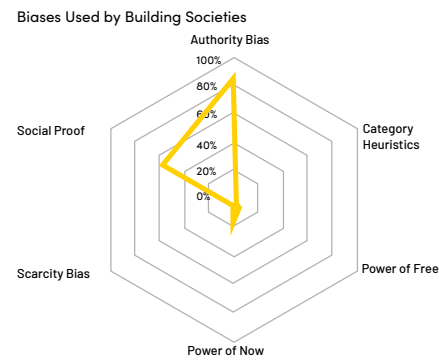 Biases Used by Building Societies
Authority Bias
100%
80%
60%
40%
20%
0%
Social Proof
Category
Heuristics
Scarcity Bias
Power of Free
Power of Now